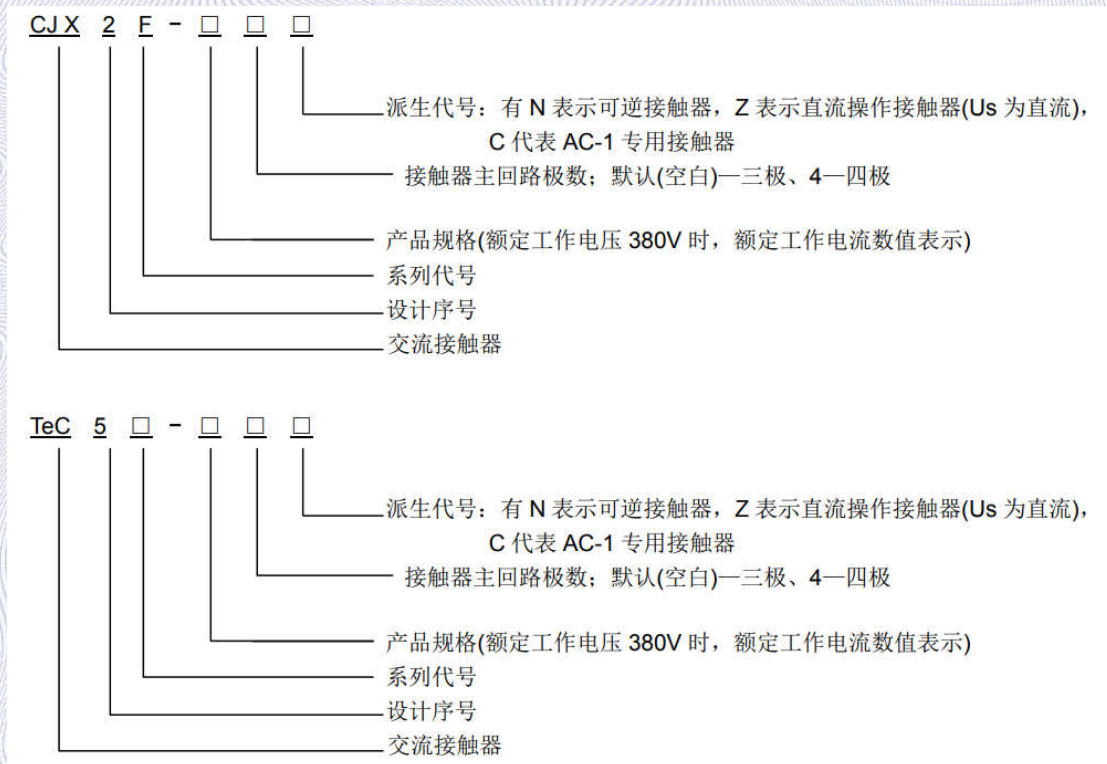 CJ X 2 F - □ □ □
派生代号：有 N 表示可逆接触器，Z 表示直流操作接触器(Us 为直流)，
C 代表 AC-1 专用接触器
接触器主回路极数；默认(空白)—三极、4—四极
产品规格(额定工作电压 380V 时，额定工作电流数值表示)
系列代号
设计序号
交流接触器
TeC 5 □ - □ □ □
派生代号：有 N 表示可逆接触器，Z 表示直流操作接触器(Us 为直流)，
C 代表 AC-1 专用接触器
接触器主回路极数；默认(空白)—三极、4—四极
产品规格(额定工作电压 380V 时，额定工作电流数值表示)
系列代号
设计序号
交流接触器